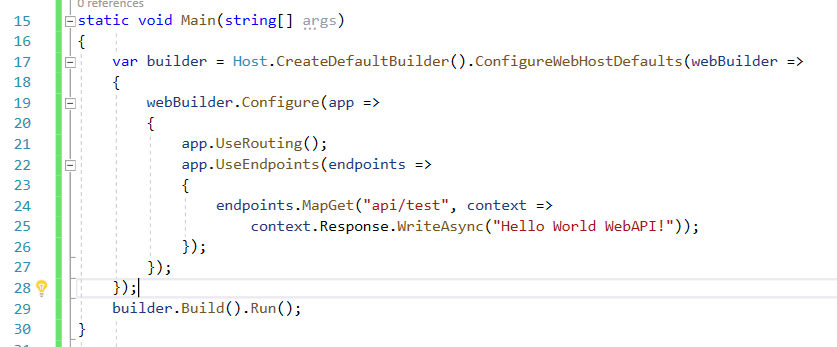 0 references
15 static void Main(string[] args)
16 {
17 var builder = Host.CreateDefaultBuilder().ConfigureWebHostDefaults(webBuilder =>
18 {
19 webBuilder.Configure(app =>
20 {
21 app.UseRouting();
22 app.UseEndpoints(endpoints =>
23 {
24 endpoints.MapGet("api/test", context =>
25 context.Response.WriteAsync("Hello World WebAPI!"));
26 });
27 });
28 });
29 builder.Build().Run();
30 }